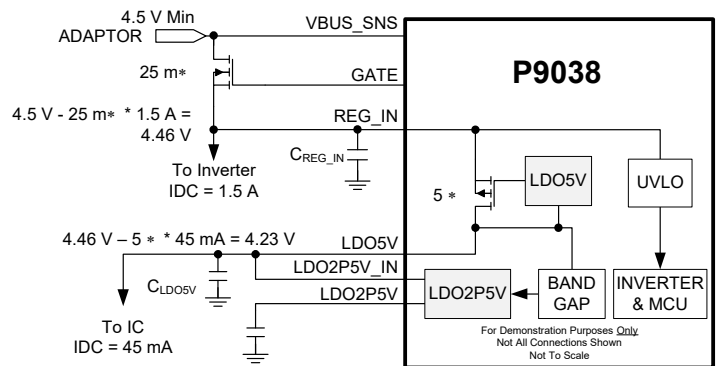 4.5 V Min
ADAPTOR
VBUS_SNS
P9038
25 m*
GATE
4.5 V - 25 m* * 1.5 A =
4.46 V
REG_IN
CREG_IN
To Inverter
IDC = 1.5 A
5 *
LDO5V
UVLO
4.46 V – 5 * * 45 mA = 4.23 V
LDO5V
LDO2P5V_IN
LDO2P5V
CLDO5V
LDO2P5V
BAND
GAP
INVERTER
& MCU
To IC
IDC = 45 mA
For Demonstration Purposes Only
Not All Connections Shown
Not To Scale